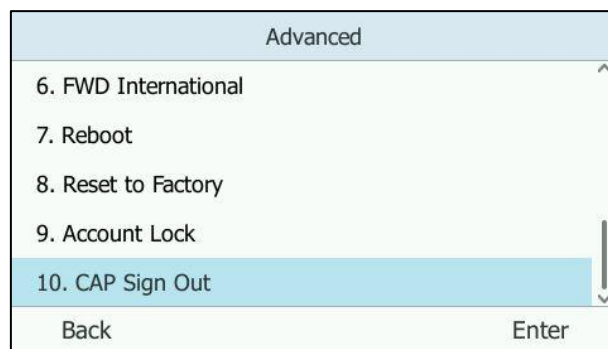 Advanced
6. FWD International
7. Reboot
8. Reset to Factory
9. Account Lock
10. CAP Sign Out
Back Enter